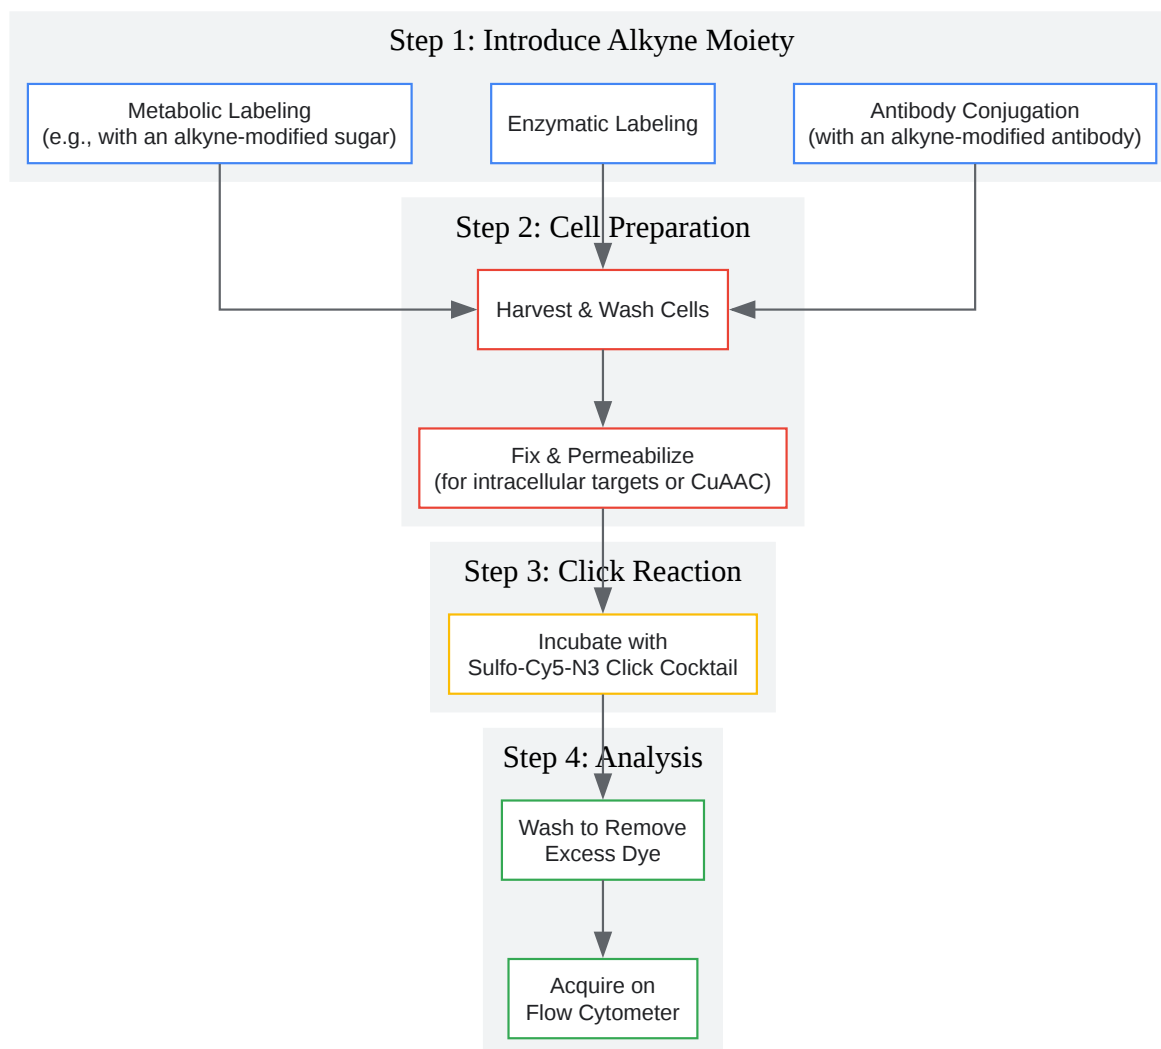 Step 1: Introduce Alkyne Moiety
Metabolic Labeling
(e.g., with an alkyne-modified sugar)
Enzymatic Labeling
Antibody Conjugation
(with an alkyne-modified antibody)
Step 2: Cell Preparation
Harvest & Wash Cells
Fix & Permeabilize
(for intracellular targets or CuAAC)
Step 3: Click Reaction
Incubate with
Sulfo-Cy5-N3 Click Cocktail
Step 4: Analysis
Wash to Remove
Excess Dye
Acquire on
Flow Cytometer